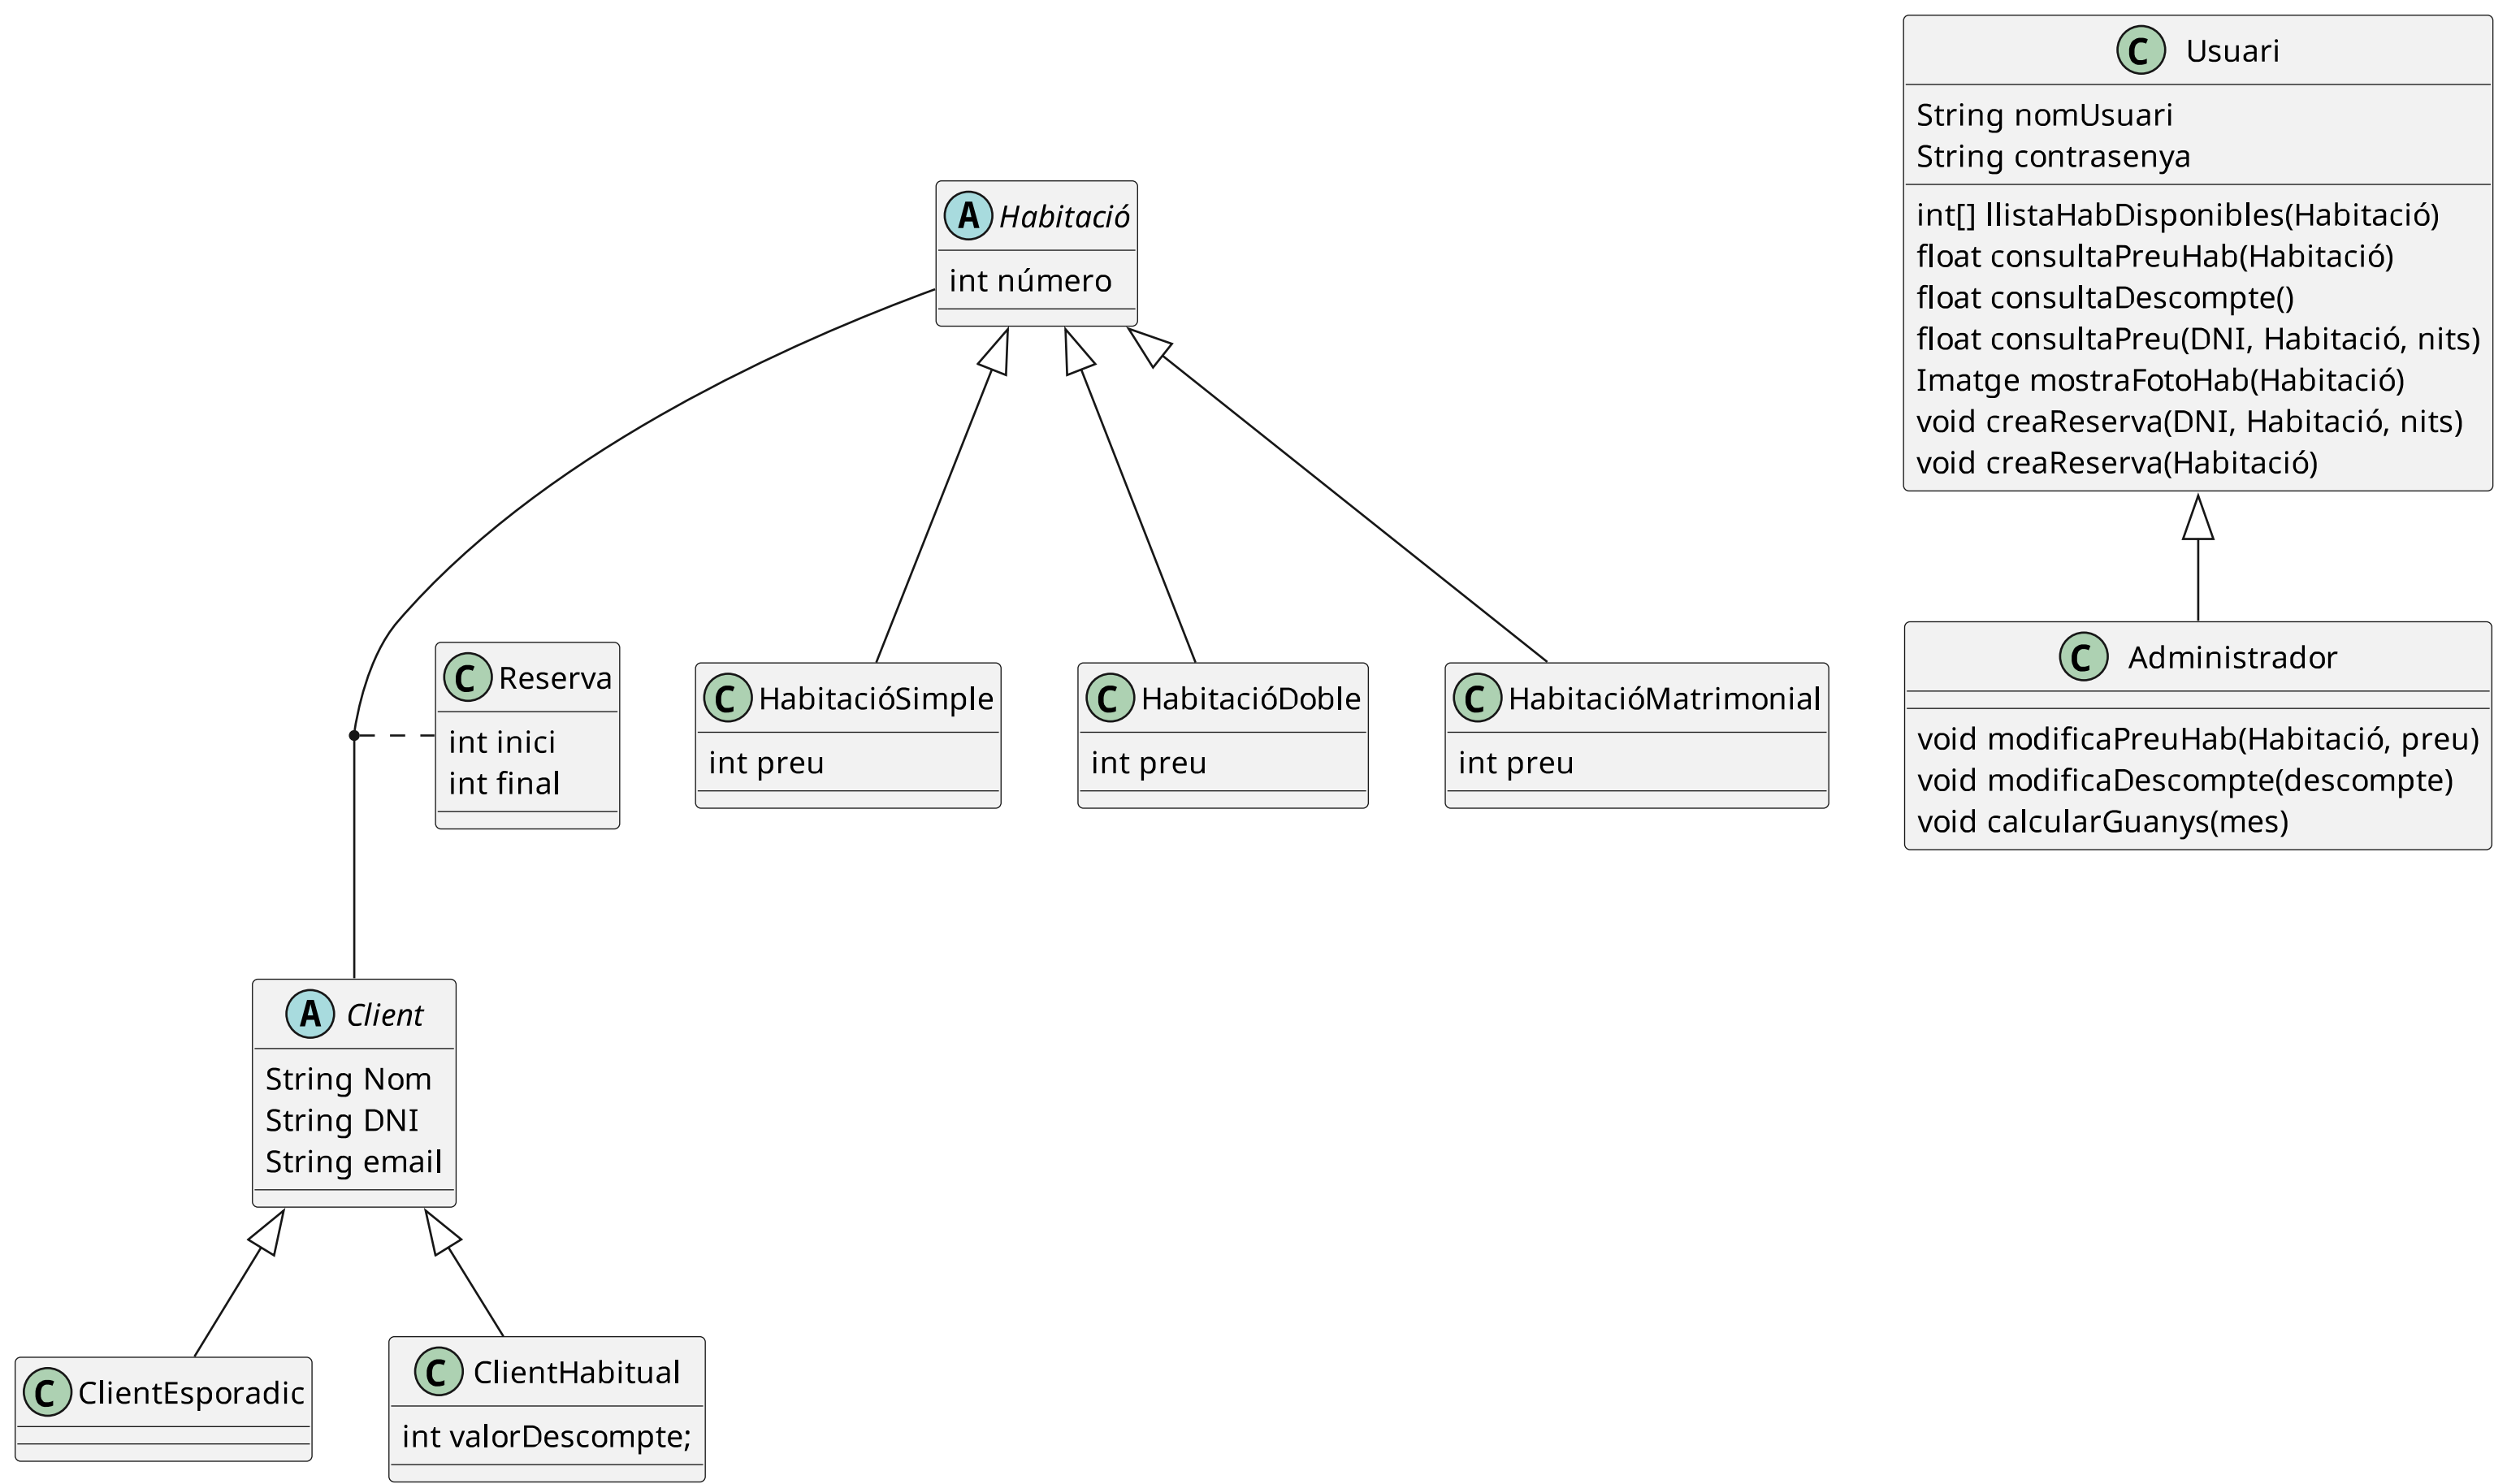 C Usuari
String nomUsuari
String contrasenya
int[] llistaHabDisponibles(Habitació)
float consultaPreuHab(Habitació)
float consultaDescompte()
float consultaPreu(DNI, Habitació, nits)
Imatge mostraFotoHab(Habitació)
void creaReserva(DNI, Habitació, nits)
void creaReserva(Habitació)
A Habitació
int número
C Reserva
int inici
int final
C HabitacióSimple
int preu
C HabitacióDoble
int preu
C HabitacióMatrimonial
int preu
C Administrador
void modificaPreuHab(Habitació, preu)
void modificaDescompte(descompte)
void calcularGuanys(mes)
A Client
String Nom
String DNI
String email
C ClientEsporadic
C ClientHabitual
int valorDescompte;